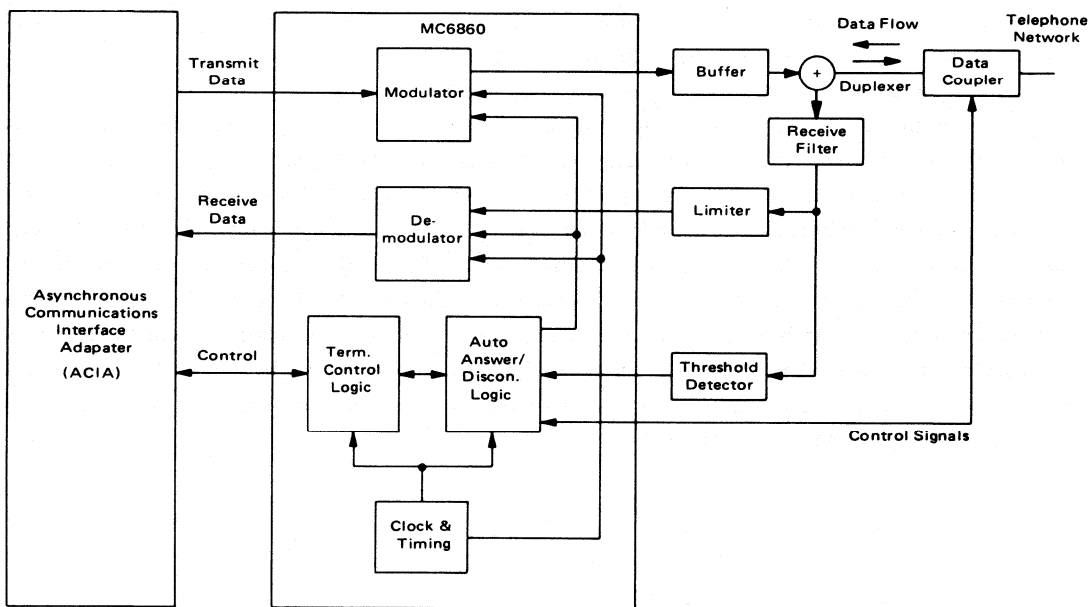 MC6860
Transmit
Data
Modulator
Buffer
+
Data Flow
Duplexer
Data
Coupler
Telephone
Network
Receive
Filter
Receive
Data
De-
modulator
Limiter
Asynchronous
Communications
Interface
Adapater
(ACIA)
Control
Term.
Control
Logic
Auto
Answer/
Discon.
Logic
Threshold
Detector
Control Signals
Clock &
Timing